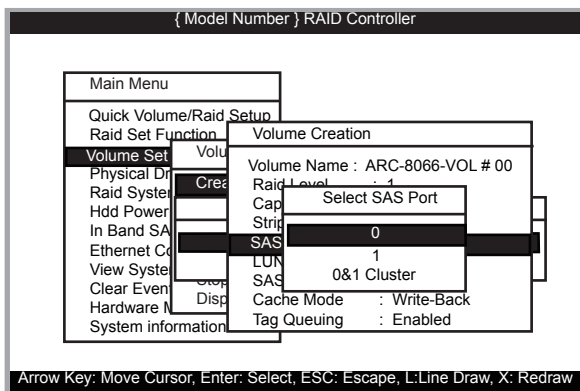 { Model Number } RAID Controller
Main Menu
Quick Volume/Raid Setup
Raid Set Function
Volume Set
Physical Dr
Raid System
Hdd Power
In Band SA
Ethernet Co
View System
Clear Event
Hardware M
System information
Volu
Crea
Stop
Disp
Volume Creation
Volume Name : ARC-8066-VOL # 00
Raid Level : 1
Cap
Strip
SAS
LUN
SAS
Cache Mode : Write-Back
Tag Queuing : Enabled
Select SAS Port
0
1
0&1 Cluster
Arrow Key: Move Cursor, Enter: Select, ESC: Escape, L:Line Draw, X: Redraw